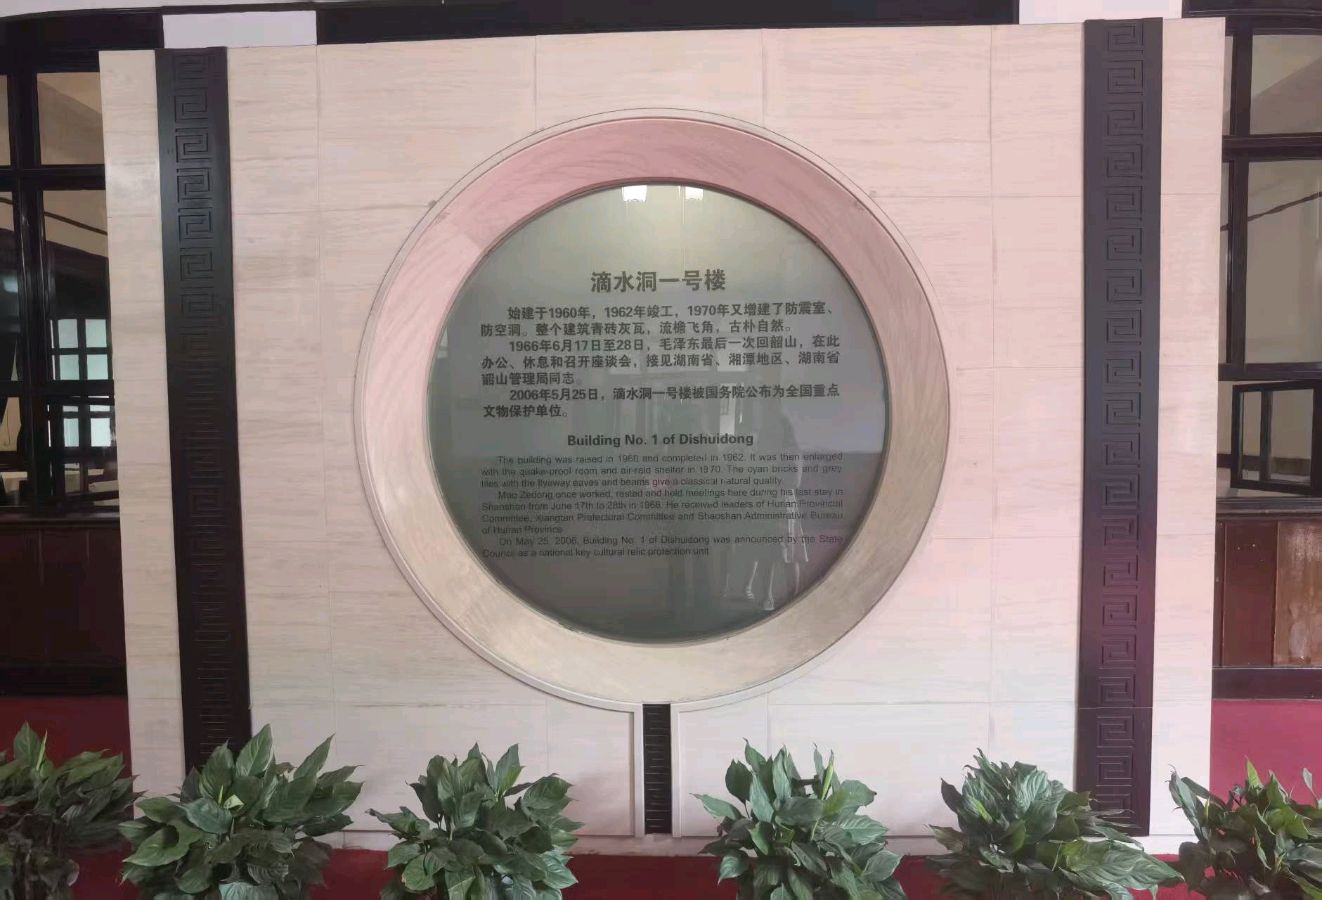 滴水洞一号楼
始建于1960年，1962年竣工，1970年又增建了防震室、
防空洞。整个建筑青砖灰瓦，流檐飞角，古朴自然。
1966年6月17日至28日，毛泽东最后一次回韶山，在此
办公、休息和召开座谈会，接见湖南省、湘潭地区、湖南省
韶山管理局同志
2006年5月25日，滴水洞一号楼被国务院公布为全国重点
文物保护单位。
Building No. 1 of Dishuidong
The building was raised in 1960 and completed in 1962. It was then enlarged
with the quake-proof room and air-raid shelter in 1970. The cyan bricks and grey
tiles with the flyaway eaves and beams give a classical natural quality.
Mao Zedong once worked, rested and held meetings here during his last stay in
Shanshan from June 17th to 28th in 1966. He received leaders of Hunan Provincial
Committee, Xiangtan Prefectural Committee and Shaoshan Administrative Bureau
of Hunan Province.
On May 25, 2006, Building No. 1 of Dishuidong was announced by the State
Council as a national key cultural relic protection unit